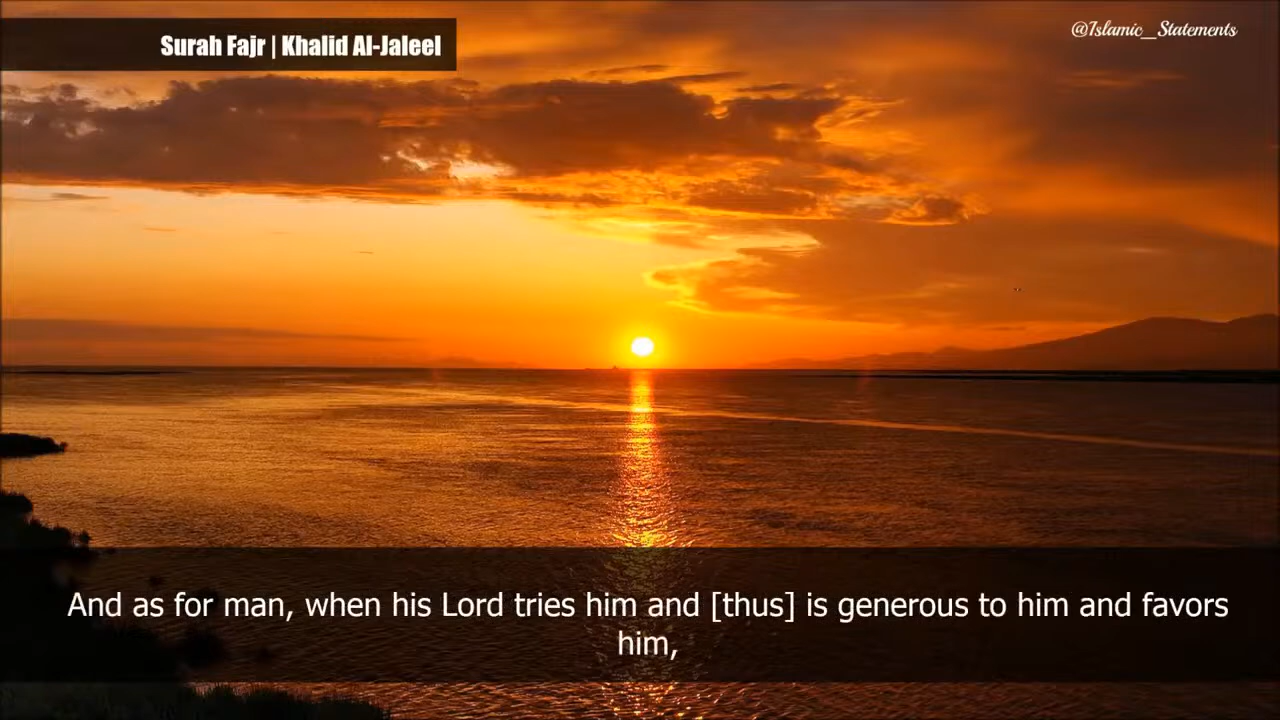 Surah Fajr | Khalid Al-Jaleel
@Islamic_Statements
And as for man, when his Lord tries him and [thus] is generous to him and favors
him,